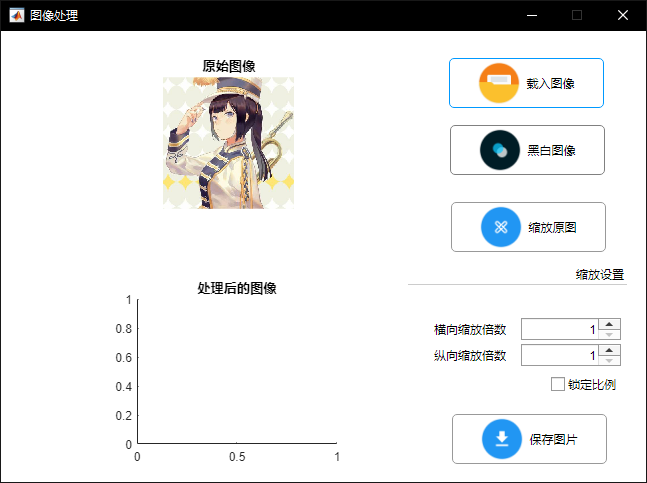 图像处理
原始图像
载入图像
黑白图像
缩放原图
缩放设置
横向缩放倍数 1
纵向缩放倍数 1
锁定比例
保存图片
处理后的图像
1
0.8
0.6
0.4
0.2
0
0 0.5 1